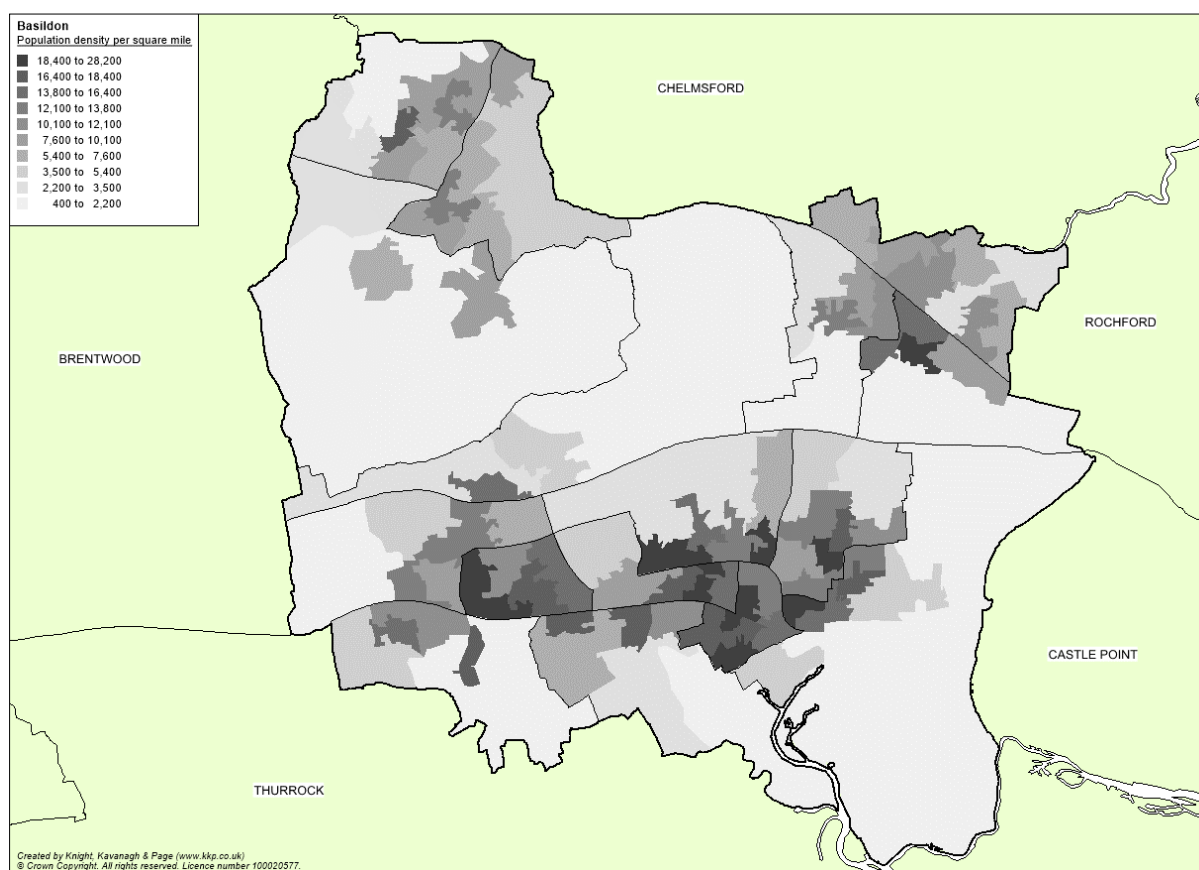 Basildon
Population density per square mile
18,400 to 28,200
16,400 to 18,400
13,800 to 16,400
12,100 to 13,800
10,100 to 12,100
7,600 to 10,100
5,400 to 7,600
3,500 to 5,400
2,200 to 3,500
400 to 2,200
CHELMSFORD
ROCHFORD
BRENTWOOD
CASTLE POINT
THURROCK
Created by Knight, Kavanagh & Page (www.kkp.co.uk)
© Crown Copyright. All rights reserved. Licence number 100020577.